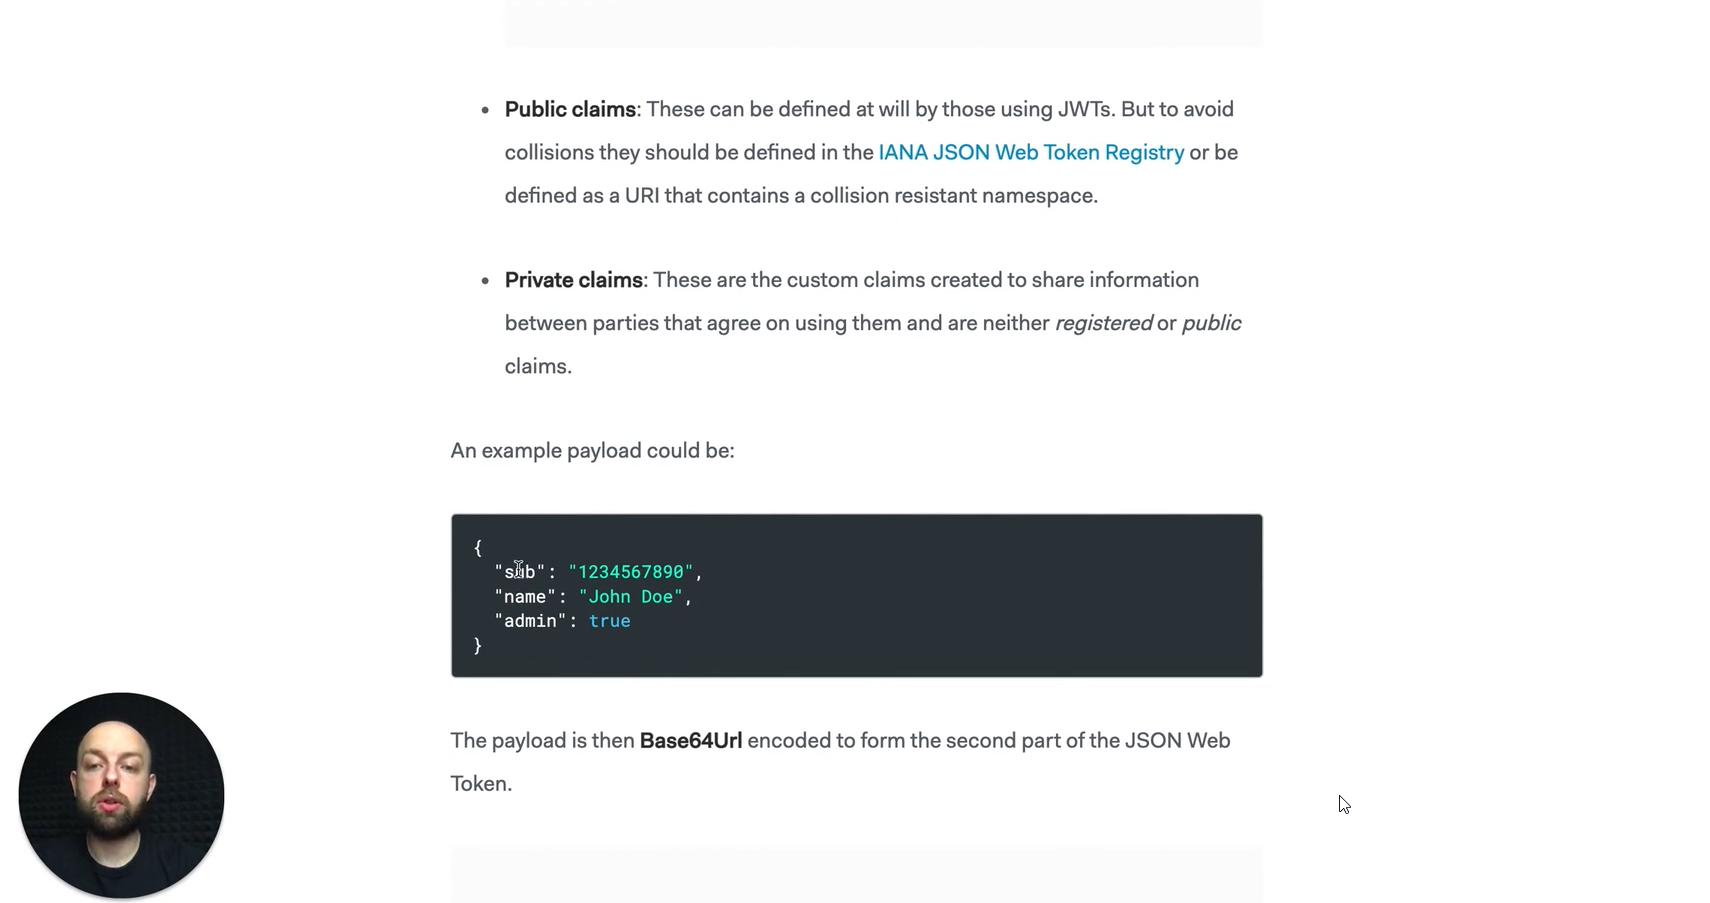 Public claims: These can be defined at will by those using JWTs. But to avoid
collisions they should be defined in the IANA JSON Web Token Registry or be
defined as a URI that contains a collision resistant namespace.
Private claims: These are the custom claims created to share information
between parties that agree on using them and are neither registered or public
claims.
An example payload could be:
{
"sub": "1234567890",
"name": "John Doe",
"admin": true
}
The payload is then Base64Url encoded to form the second part of the JSON Web
Token.